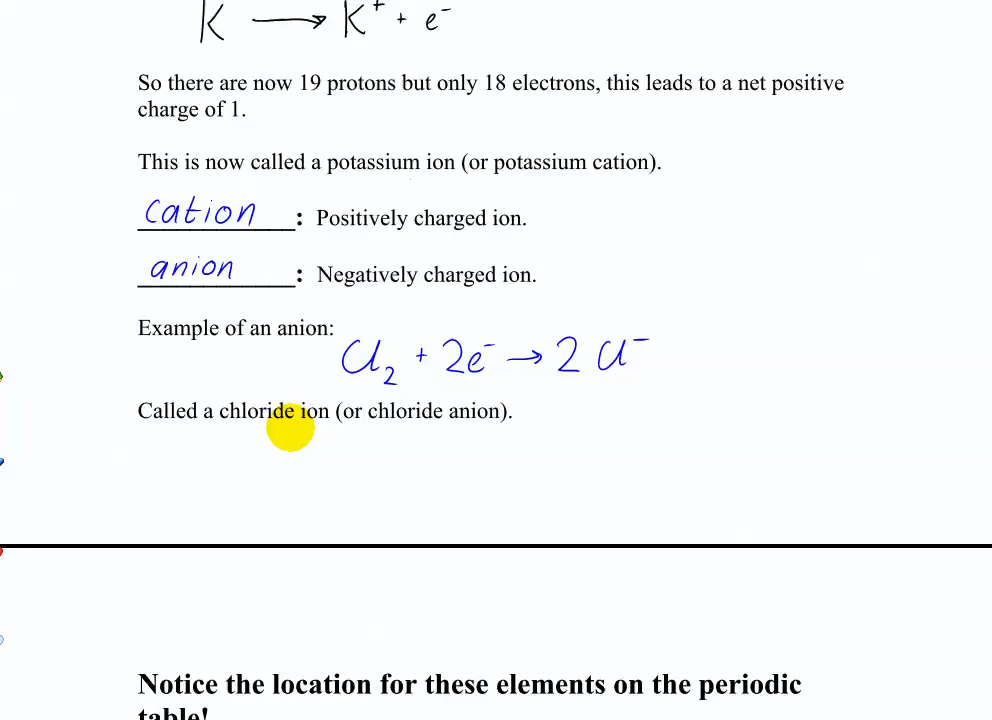 K → K⁺ + e⁻
So there are now 19 protons but only 18 electrons, this leads to a net positive
charge of 1.
This is now called a potassium ion (or potassium cation).
cation : Positively charged ion.
anion : Negatively charged ion.
Example of an anion:
Cl₂ + 2e⁻ → 2 Cl⁻
Called a chloride ion (or chloride anion).
Notice the location for these elements on the periodic
table!